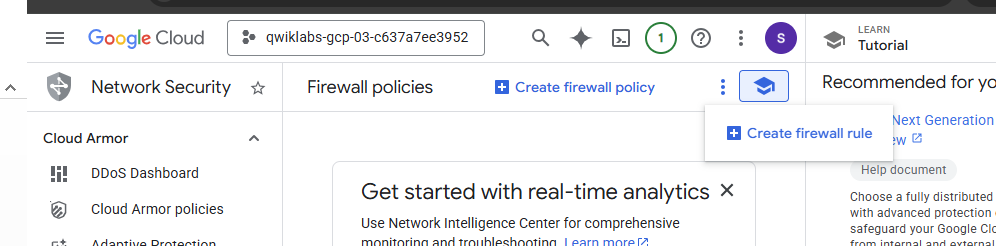 Google Cloud
qwiklabs-gcp-03-c637a7ee3952
1
S
LEARN
Tutorial
Network Security
Firewall policies
Create firewall policy
Recommended for yo
Create firewall rule
Next Generation
ew
Help document
Choose a fully distributed
with advanced protection
safeguard your Google Clo
from internal and external
Cloud Armor
DDoS Dashboard
Cloud Armor policies
Adaptive Protection
Get started with real-time analytics
Use Network Intelligence Center for comprehensive
monitoring and troubleshooting. Learn more